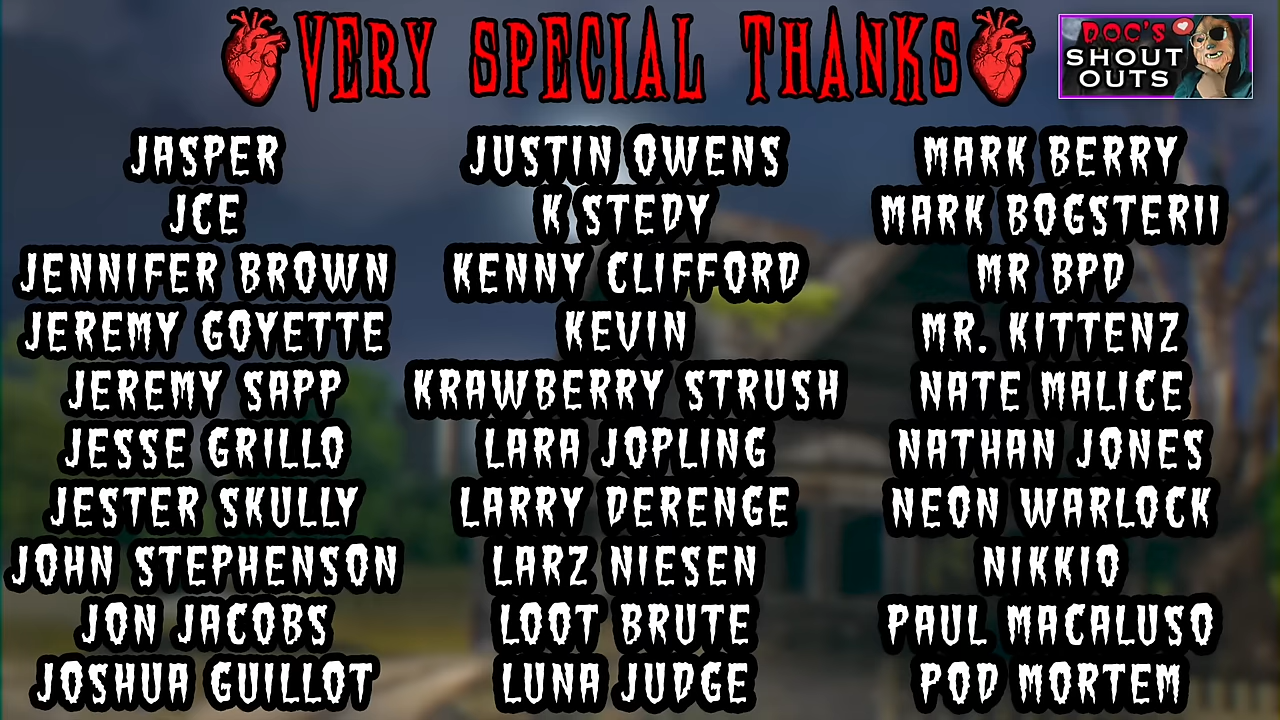 VERY SPECIAL THANKS
DOC'S
SHOUT
OUTS
JASPER
JCE
JENNIFER BROWN
JEREMY GOYETTE
JEREMY SAPP
JESSE GRILLO
JESTER SKULLY
JOHN STEPHENSON
JON JACOBS
JOSHUA GUILLOT
JUSTIN OWENS
K STEDY
KENNY CLIFFORD
KEVIN
KRAWBERRY STRUSH
LARA JOPLING
LARRY DERENGE
LARZ NIESEN
LOOT BRUTE
LUNA JUDGE
MARK BERRY
MARK BOGSTERII
MR BPD
MR. KITTENZ
NATE MALICE
NATHAN JONES
NEON WARLOCK
NIKKIO
PAUL MACALUSO
POD MORTEM